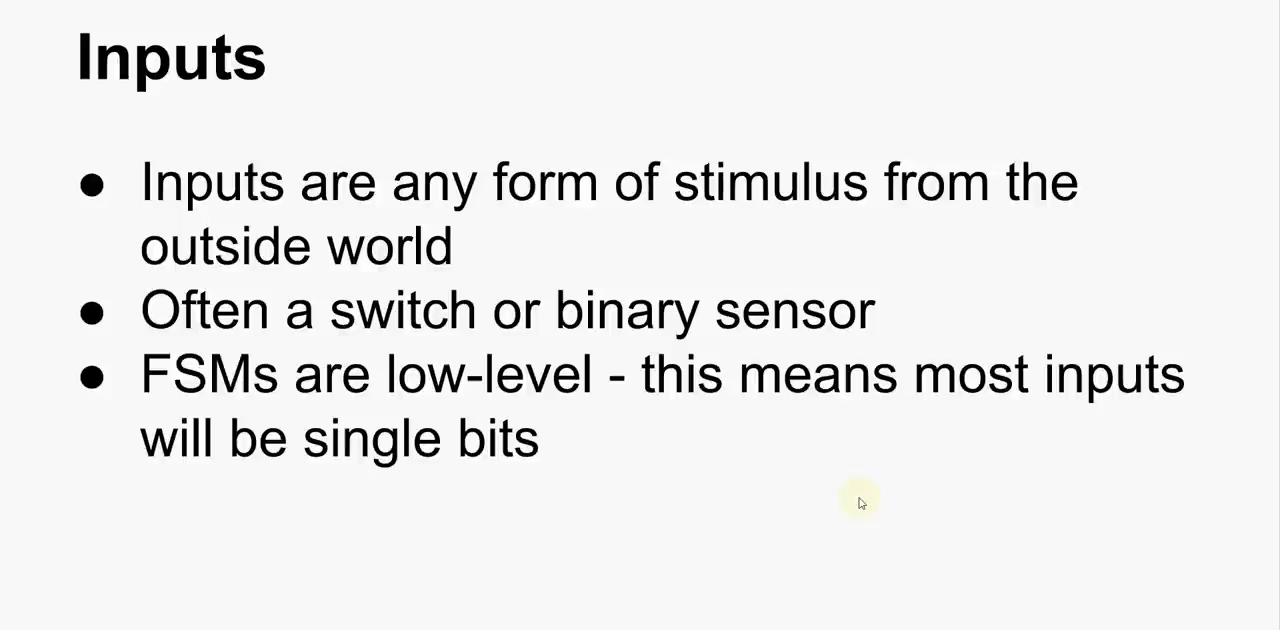 Inputs
● Inputs are any form of stimulus from the
outside world
● Often a switch or binary sensor
● FSMs are low-level - this means most inputs
will be single bits